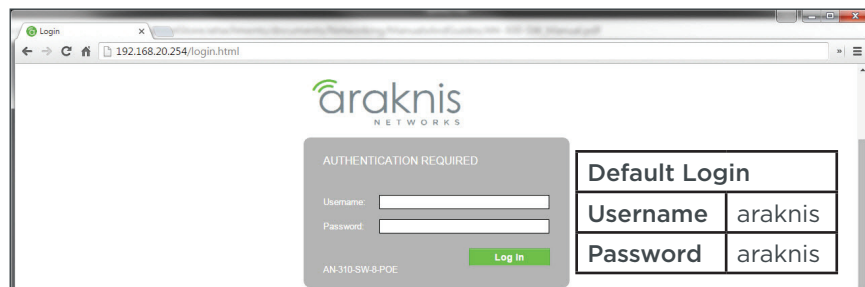 Login
192.168.20.254/login.html
araknis
NETWORKS
AUTHENTICATION REQUIRED
Username:
Password:
Log In
AN-310-SW-8-POE
Default Login
Username araknis
Password araknis